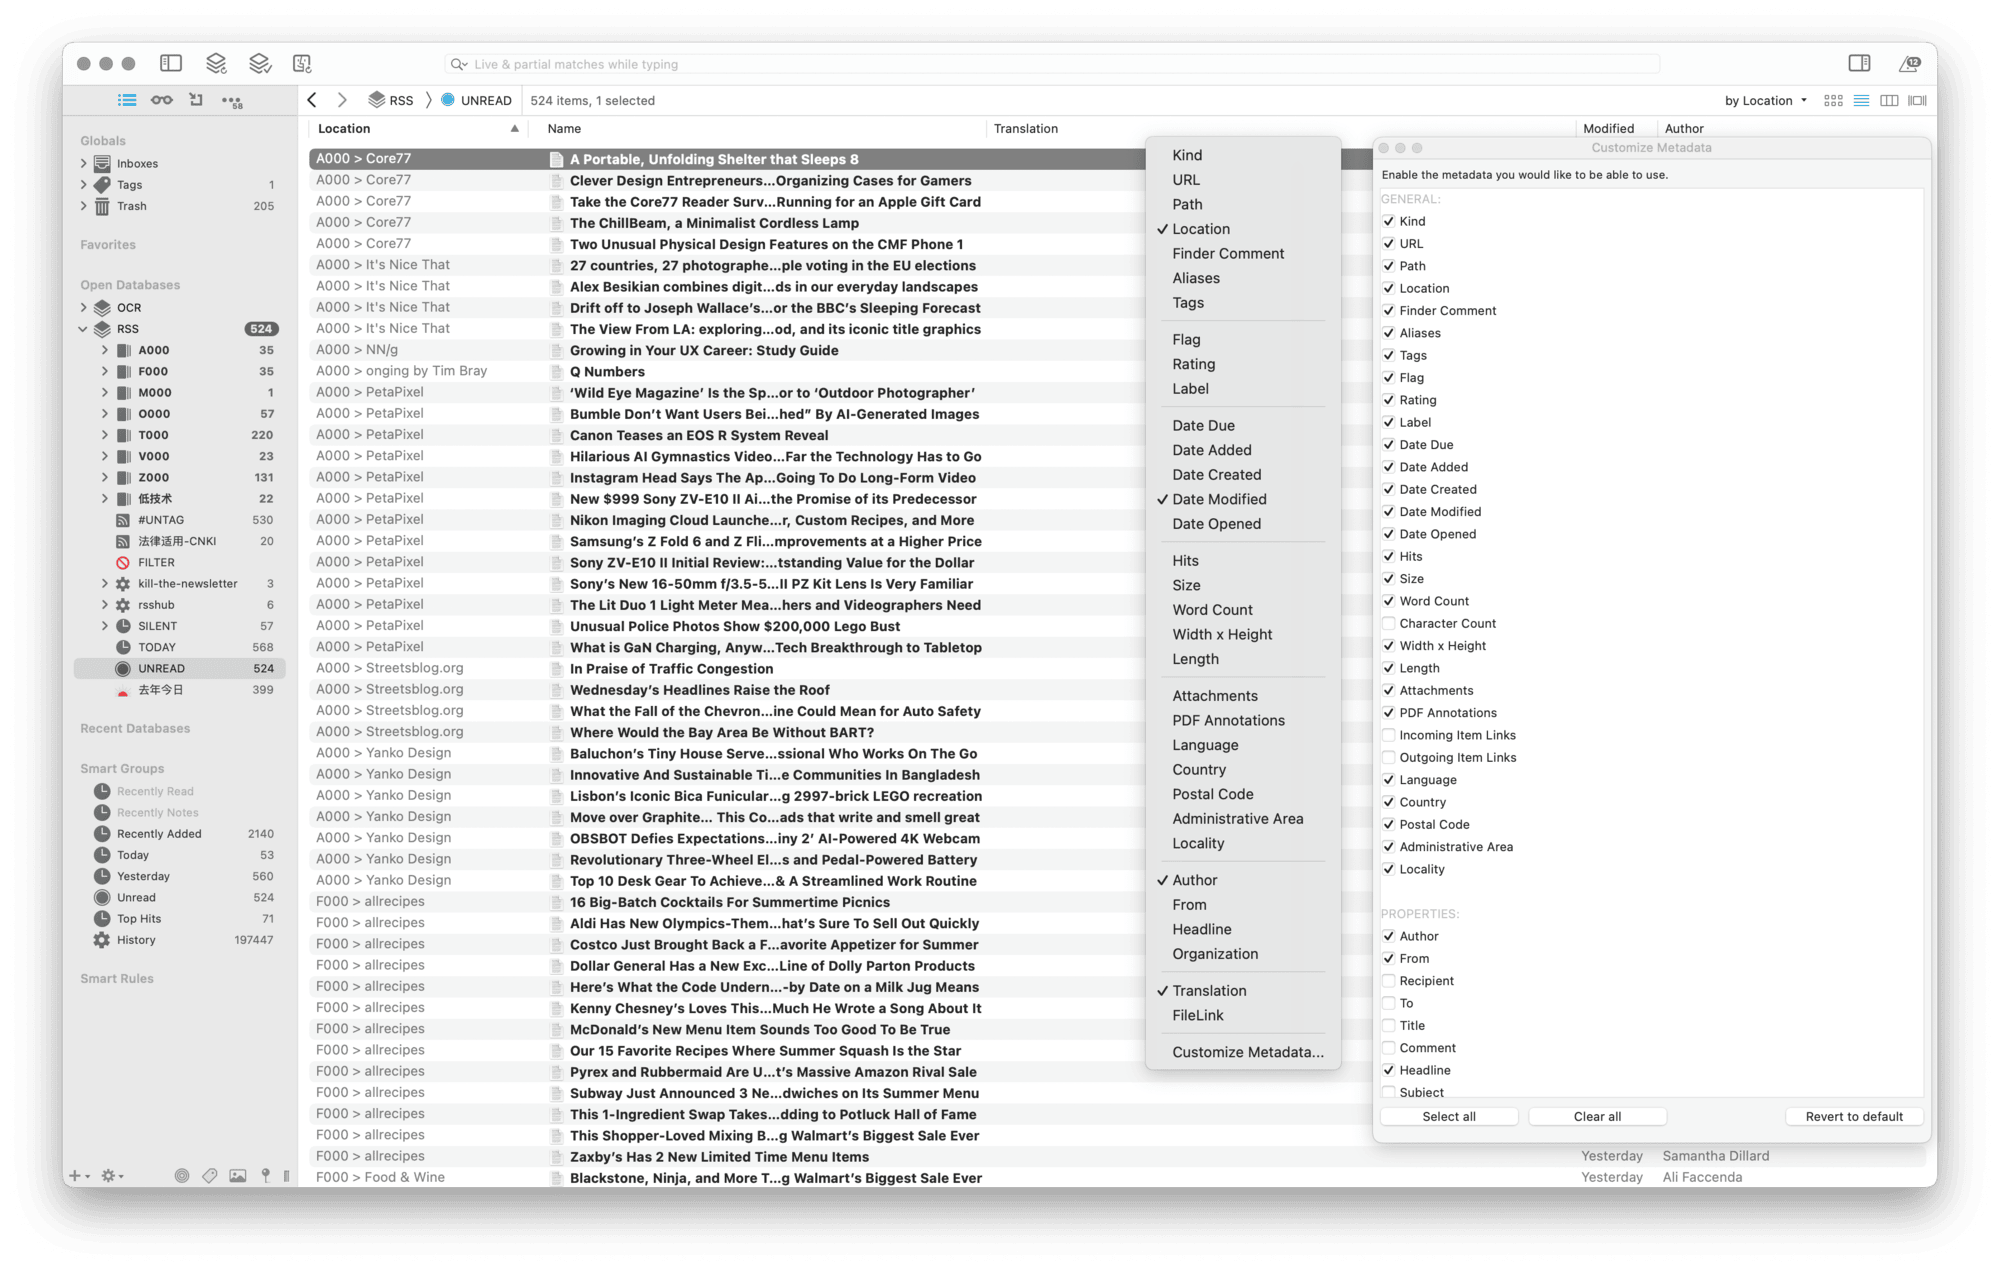 Live & partial matches while typing
12
58
RSS
UNREAD
524 items, 1 selected
by Location
Globals
Inboxes
Tags 1
Trash 205
Favorites
Open Databases
OCR
RSS 524
A000 35
F000 35
M000 1
O000 57
T000 220
V000 23
Z000 131
低技术 22
#UNTAG 530
法律适用-CNKI 20
FILTER
kill-the-newsletter 3
rsshub 6
SILENT 57
TODAY 568
UNREAD 524
去年今日 399
Recent Databases
Smart Groups
Recently Read
Recently Notes
Recently Added 2140
Today 53
Yesterday 560
Unread 524
Top Hits 71
History 197447
Smart Rules
Location Name Translation Modified Author
A000 > Core77 A Portable, Unfolding Shelter that Sleeps 8
A000 > Core77 Clever Design Entrepreneurs...Organizing Cases for Gamers
A000 > Core77 Take the Core77 Reader Surv...Running for an Apple Gift Card
A000 > Core77 The ChillBeam, a Minimalist Cordless Lamp
A000 > Core77 Two Unusual Physical Design Features on the CMF Phone 1
A000 > It's Nice That 27 countries, 27 photographe...ple voting in the EU elections
A000 > It's Nice That Alex Besikian combines digit...ds in our everyday landscapes
A000 > It's Nice That Drift off to Joseph Wallace’s...or the BBC’s Sleeping Forecast
A000 > It's Nice That The View From LA: exploring...od, and its iconic title graphics
A000 > NN/g Growing in Your UX Career: Study Guide
A000 > onging by Tim Bray Q Numbers
A000 > PetaPixel ‘Wild Eye Magazine’ Is the Sp...or to ‘Outdoor Photographer’
A000 > PetaPixel Bumble Don’t Want Users Bei...hed” By AI-Generated Images
A000 > PetaPixel Canon Teases an EOS R System Reveal
A000 > PetaPixel Hilarious AI Gymnastics Video...Far the Technology Has to Go
A000 > PetaPixel Instagram Head Says The Ap...Going To Do Long-Form Video
A000 > PetaPixel New $999 Sony ZV-E10 II Ai...the Promise of its Predecessor
A000 > PetaPixel Nikon Imaging Cloud Launche...r, Custom Recipes, and More
A000 > PetaPixel Samsung’s Z Fold 6 and Z Fli...mprovements at a Higher Price
A000 > PetaPixel Sony ZV-E10 II Initial Review:...tstanding Value for the Dollar
A000 > PetaPixel Sony’s New 16-50mm f/3.5-5...II PZ Kit Lens Is Very Familiar
A000 > PetaPixel The Lit Duo 1 Light Meter Mea...hers and Videographers Need
A000 > PetaPixel Unusual Police Photos Show $200,000 Lego Bust
A000 > PetaPixel What is GaN Charging, Anyw...Tech Breakthrough to Tabletop
A000 > Streetsblog.org In Praise of Traffic Congestion
A000 > Streetsblog.org Wednesday’s Headlines Raise the Roof
A000 > Streetsblog.org What the Fall of the Chevron...ine Could Mean for Auto Safety
A000 > Streetsblog.org Where Would the Bay Area Be Without BART?
A000 > Yanko Design Baluchon’s Tiny House Serve...ssional Who Works On The Go
A000 > Yanko Design Innovative And Sustainable Ti...e Communities In Bangladesh
A000 > Yanko Design Lisbon’s Iconic Bica Funicular...g 2997-brick LEGO recreation
A000 > Yanko Design Move over Graphite... This Co...ads that write and smell great
A000 > Yanko Design OBSBOT Defies Expectations...iny 2’ AI-Powered 4K Webcam
A000 > Yanko Design Revolutionary Three-Wheel El...s and Pedal-Powered Battery
A000 > Yanko Design Top 10 Desk Gear To Achieve...& A Streamlined Work Routine
F000 > allrecipes 16 Big-Batch Cocktails For Summertime Picnics
F000 > allrecipes Aldi Has New Olympics-Them...hat’s Sure To Sell Out Quickly
F000 > allrecipes Costco Just Brought Back a F...avorite Appetizer for Summer
F000 > allrecipes Dollar General Has a New Exc...Line of Dolly Parton Products
F000 > allrecipes Here’s What the Code Undern...-by Date on a Milk Jug Means
F000 > allrecipes Kenny Chesney’s Loves This...Much He Wrote a Song About It
F000 > allrecipes McDonald’s New Menu Item Sounds Too Good To Be True
F000 > allrecipes Our 15 Favorite Recipes Where Summer Squash Is the Star
F000 > allrecipes Pyrex and Rubbermaid Are U...t’s Massive Amazon Rival Sale
F000 > allrecipes Subway Just Announced 3 Ne...dwiches on Its Summer Menu
F000 > allrecipes This 1-Ingredient Swap Takes...dding to Potluck Hall of Fame
F000 > allrecipes This Shopper-Loved Mixing B...g Walmart’s Biggest Sale Ever
F000 > allrecipes Zaxby’s Has 2 New Limited Time Menu Items Yesterday Samantha Dillard
F000 > Food & Wine Blackstone, Ninja, and More T...g Walmart’s Biggest Sale Ever Yesterday Ali Faccenda
Kind
URL
Path
Location
Finder Comment
Aliases
Tags
Flag
Rating
Label
Date Due
Date Added
Date Created
Date Modified
Date Opened
Hits
Size
Word Count
Width x Height
Length
Attachments
PDF Annotations
Language
Country
Postal Code
Administrative Area
Locality
Author
From
Headline
Organization
Translation
FileLink
Customize Metadata...
Customize Metadata
Enable the metadata you would like to be able to use.
GENERAL:
Kind
URL
Path
Location
Finder Comment
Aliases
Tags
Flag
Rating
Label
Date Due
Date Added
Date Created
Date Modified
Date Opened
Hits
Size
Word Count
Character Count
Width x Height
Length
Attachments
PDF Annotations
Incoming Item Links
Outgoing Item Links
Language
Country
Postal Code
Administrative Area
Locality
PROPERTIES:
Author
From
Recipient
To
Title
Comment
Headline
Subject
Select all Clear all Revert to default